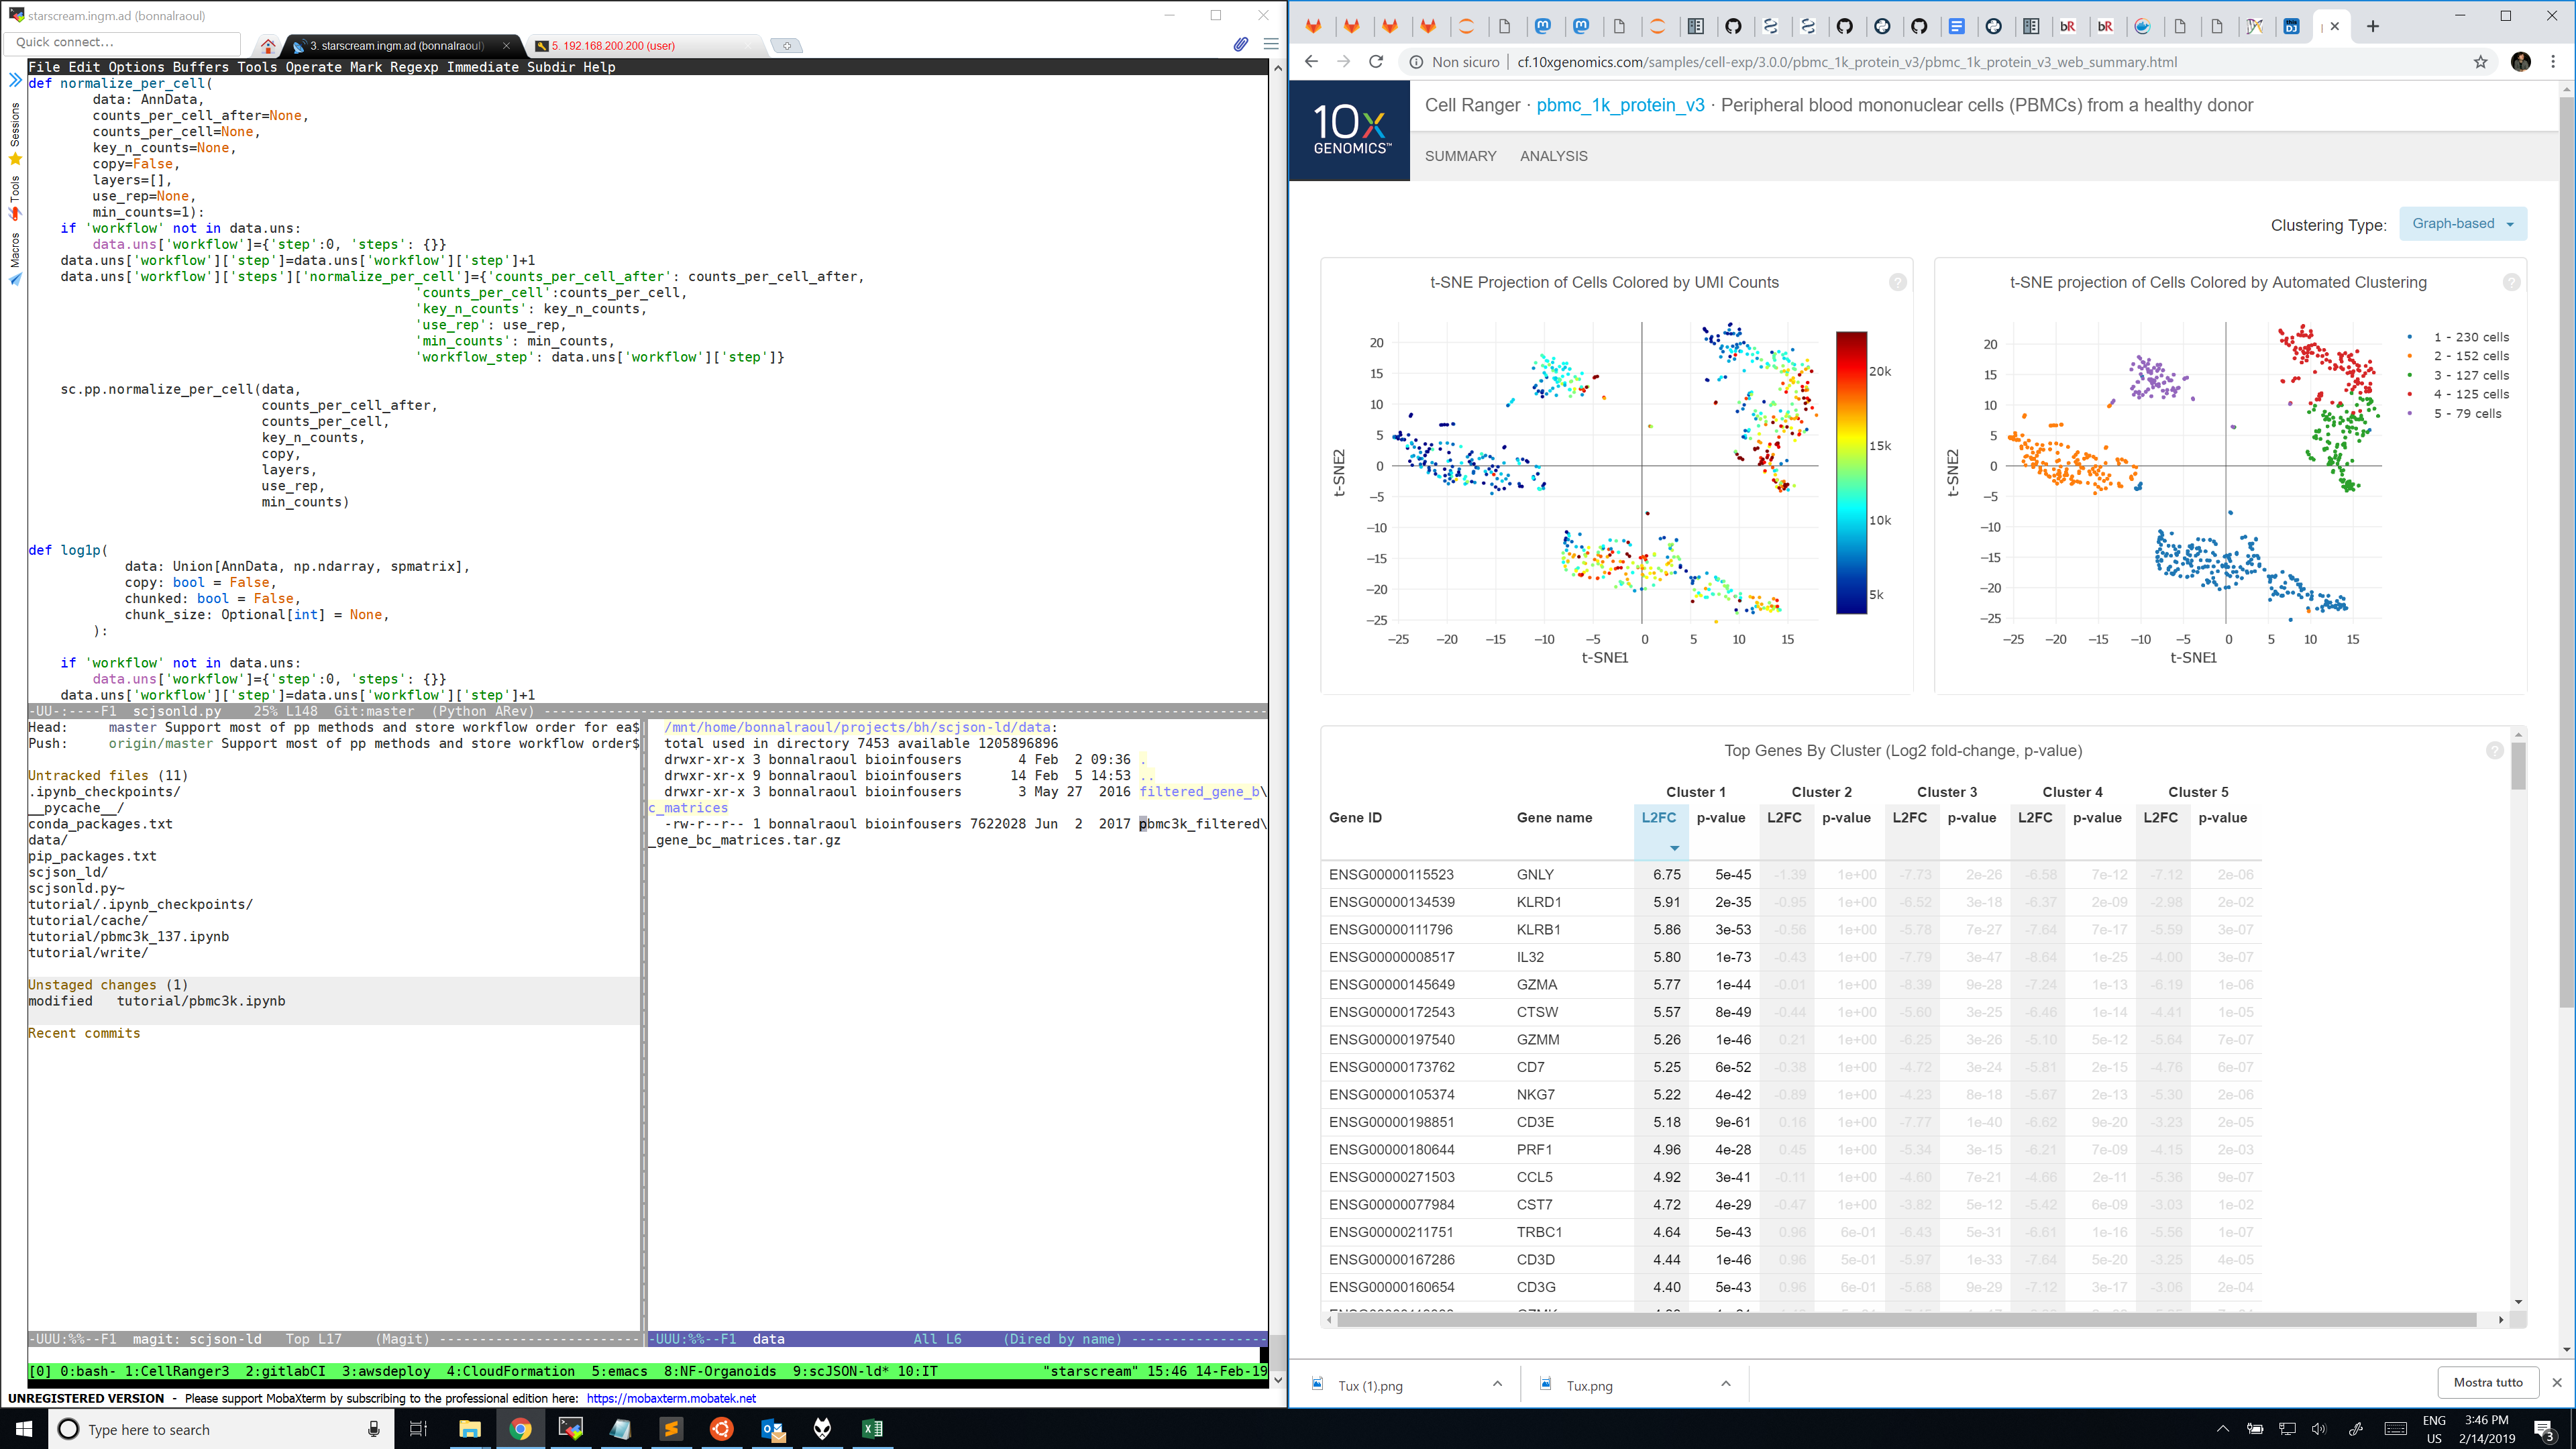 starscream.ingm.ad (bonnalraoul)
Quick connect...
3. starscream.ingm.ad (bonnalraoul)
5. 192.168.200.200 (user)
Sessions
Tools
Macros
File Edit Options Buffers Tools Operate Mark Regexp Immediate Subdir Help
def normalize_per_cell(
data: AnnData,
counts_per_cell_after=None,
counts_per_cell=None,
key_n_counts=None,
copy=False,
layers=[],
use_rep=None,
min_counts=1):
if 'workflow' not in data.uns:
data.uns['workflow']={'step':0, 'steps': {}}
data.uns['workflow']['step']=data.uns['workflow']['step']+1
data.uns['workflow']['steps']['normalize_per_cell']={'counts_per_cell_after': counts_per_cell_after,
'counts_per_cell':counts_per_cell,
'key_n_counts': key_n_counts,
'use_rep': use_rep,
'min_counts': min_counts,
'workflow_step': data.uns['workflow']['step']}
sc.pp.normalize_per_cell(data,
counts_per_cell_after,
counts_per_cell,
key_n_counts,
copy,
layers,
use_rep,
min_counts)
def log1p(
data: Union[AnnData, np.ndarray, spmatrix],
copy: bool = False,
chunked: bool = False,
chunk_size: Optional[int] = None,
):
if 'workflow' not in data.uns:
data.uns['workflow']={'step':0, 'steps': {}}
data.uns['workflow']['step']=data.uns['workflow']['step']+1
-UU-:----F1 scjsonld.py 25% L148 Git:master (Python ARev)
Head: master Support most of pp methods and store workflow order for ea$
Push: origin/master Support most of pp methods and store workflow order$
Untracked files (11)
.ipynb_checkpoints/
__pycache__/
conda_packages.txt
data/
pip_packages.txt
scjson_ld/
scjsonld.py~
tutorial/.ipynb_checkpoints/
tutorial/cache/
tutorial/pbmc3k_137.ipynb
tutorial/write/
Unstaged changes (1)
modified tutorial/pbmc3k.ipynb
Recent commits
-UUU:%%--F1 magit: scjson-ld Top L17 (Magit)
/mnt/home/bonnalraoul/projects/bh/scjson-ld/data:
total used in directory 7453 available 1205896896
drwxr-xr-x 3 bonnalraoul bioinfousers 4 Feb 2 09:36 .
drwxr-xr-x 9 bonnalraoul bioinfousers 14 Feb 5 14:53 ..
drwxr-xr-x 3 bonnalraoul bioinfousers 3 May 27 2016 filtered_gene_b\
c_matrices
-rw-r--r-- 1 bonnalraoul bioinfousers 7622028 Jun 2 2017 pbmc3k_filtered\
_gene_bc_matrices.tar.gz
-UUU:%%--F1 data All L6 (Dired by name)
[0] 0:bash- 1:CellRanger3 2:gitlabCI 3:awsdeploy 4:CloudFormation 5:emacs 8:NF-Organoids 9:scJSON-ld* 10:IT "starscream" 15:46 14-Feb-19
UNREGISTERED VERSION - Please support MobaXterm by subscribing to the professional edition here: https://mobaxterm.mobatek.net
Non sicuro | cf.10xgenomics.com/samples/cell-exp/3.0.0/pbmc_1k_protein_v3/pbmc_1k_protein_v3_web_summary.html
10x GENOMICS™
Cell Ranger · pbmc_1k_protein_v3 · Peripheral blood mononuclear cells (PBMCs) from a healthy donor
SUMMARY ANALYSIS
Clustering Type: Graph-based
t-SNE Projection of Cells Colored by UMI Counts ?
20
15
10
5
0
−5
−10
−15
−20
−25
t-SNE2
−25 −20 −15 −10 −5 0 5 10 15
t-SNE1
20k
15k
10k
5k
t-SNE projection of Cells Colored by Automated Clustering ?
20
15
10
5
0
−5
−10
−15
−20
−25
t-SNE2
−25 −20 −15 −10 −5 0 5 10 15
t-SNE1
1 - 230 cells
2 - 152 cells
3 - 127 cells
4 - 125 cells
5 - 79 cells
Top Genes By Cluster (Log2 fold-change, p-value) ?
Cluster 1 Cluster 2 Cluster 3 Cluster 4 Cluster 5
Gene ID Gene name L2FC p-value L2FC p-value L2FC p-value L2FC p-value L2FC p-value
ENSG00000115523 GNLY 6.75 5e-45 -1.39 1e+00 -7.73 2e-26 -6.58 7e-12 -7.12 2e-06
ENSG00000134539 KLRD1 5.91 2e-35 -0.95 1e+00 -6.52 3e-18 -6.37 2e-09 -2.98 2e-02
ENSG00000111796 KLRB1 5.86 3e-53 -0.56 1e+00 -5.78 7e-27 -7.64 7e-17 -5.59 3e-07
ENSG00000008517 IL32 5.80 1e-73 -0.43 1e+00 -7.79 3e-47 -8.64 1e-25 -4.00 3e-07
ENSG00000145649 GZMA 5.77 1e-44 -0.01 1e+00 -8.39 9e-28 -7.24 1e-13 -6.19 1e-06
ENSG00000172543 CTSW 5.57 8e-49 -0.44 1e+00 -5.60 3e-25 -6.46 1e-14 -4.41 1e-05
ENSG00000197540 GZMM 5.26 1e-46 0.21 1e+00 -6.25 3e-26 -5.10 5e-12 -5.64 7e-07
ENSG00000173762 CD7 5.25 6e-52 -0.38 1e+00 -4.72 3e-24 -5.81 2e-15 -4.76 6e-07
ENSG00000105374 NKG7 5.22 4e-42 -0.89 1e+00 -4.23 8e-18 -5.67 2e-13 -5.30 2e-06
ENSG00000198851 CD3E 5.18 9e-61 0.16 1e+00 -7.77 1e-40 -6.62 9e-20 -3.23 2e-05
ENSG00000180644 PRF1 4.96 4e-28 0.45 1e+00 -5.34 3e-15 -6.21 7e-09 -4.15 2e-03
ENSG00000271503 CCL5 4.92 3e-41 -0.11 1e+00 -4.60 7e-21 -4.66 2e-11 -5.36 9e-07
ENSG00000077984 CST7 4.72 4e-29 -0.47 1e+00 -3.82 5e-12 -5.42 6e-09 -3.03 1e-02
ENSG00000211751 TRBC1 4.64 5e-43 0.96 6e-01 -6.43 5e-31 -6.61 1e-16 -5.56 1e-07
ENSG00000167286 CD3D 4.44 1e-46 0.96 5e-01 -5.97 1e-33 -7.64 5e-20 -3.25 4e-05
ENSG00000160654 CD3G 4.40 5e-43 0.96 6e-01 -5.68 9e-29 -7.12 3e-17 -3.06 2e-04
Tux (1).png
Tux.png
Mostra tutto
Type here to search
ENG
US
3:46 PM
2/14/2019
3